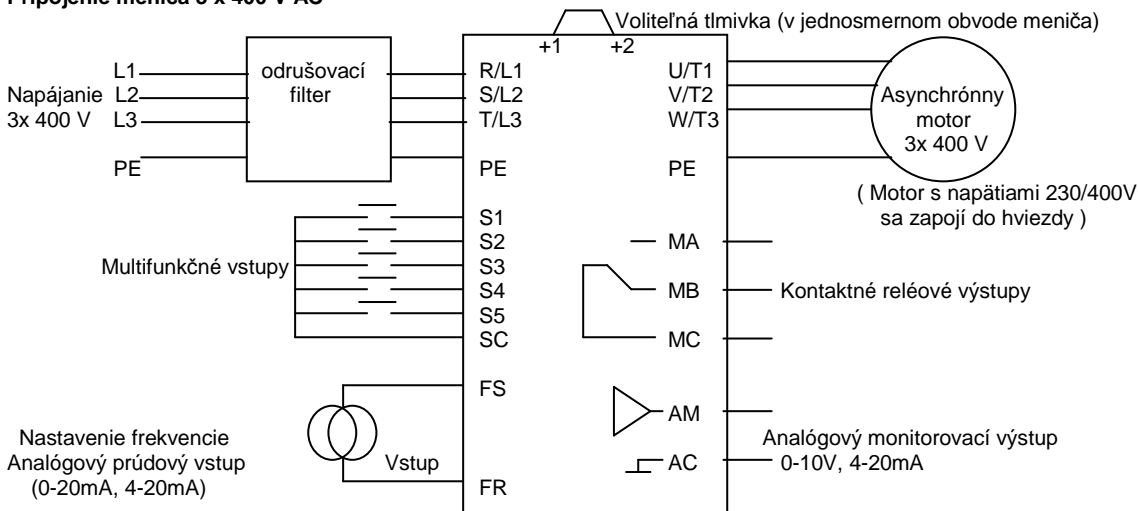 Pripojenie meniča 3 x 400 V AC
Voliteľná tlmivka (v jednosmernom obvode meniča)
+1 +2
Napájanie
3x 400 V
L1
L2
L3
PE
odrušovací
filter
R/L1
S/L2
T/L3
PE
U/T1
V/T2
W/T3
PE
Asynchrónny
motor
3x 400 V
( Motor s napätiami 230/400V
sa zapojí do hviezdy )
Multifunkčné vstupy
S1
S2
S3
S4
S5
SC
MA
MB
MC
Kontaktné reléové výstupy
FS
FR
Vstup
Nastavenie frekvencie
Analógový prúdový vstup
(0-20mA, 4-20mA)
AM
AC
Analógový monitorovací výstup
0-10V, 4-20mA